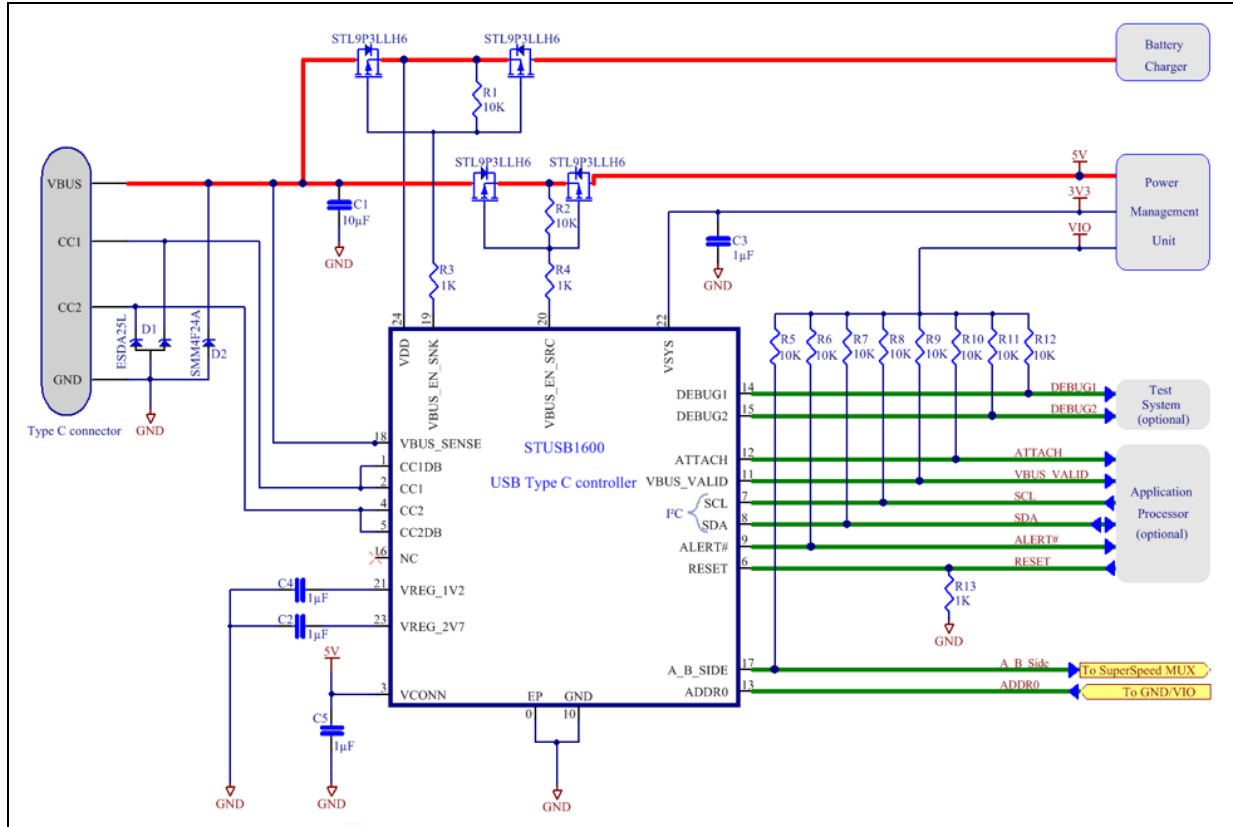 STL9P3LLH6
STL9P3LLH6
Battery
Charger
R1
10K
STL9P3LLH6
STL9P3LLH6
5V
3V3
VIO
Power
Management
Unit
VBUS
CC1
CC2
GND
Type C connector
C1
10µF
GND
R2
10K
C3
1µF
GND
R3
1K
R4
1K
ESDA25L
D1
SMM4F24A
D2
GND
R5
10K
R6
10K
R7
10K
R8
10K
R9
10K
R10
10K
R11
10K
R12
10K
24
19
20
22
VDD
VBUS_EN_SNK
VBUS_EN_SRC
VSYS
STUSB1600
USB Type C controller
18
VBUS_SENSE
1
CC1DB
2
CC1
4
CC2
5
CC2DB
16
NC
21
VREG_1V2
23
VREG_2V7
3
VCONN
EP
0
GND
10
GND
DEBUG1
14
DEBUG1
DEBUG2
15
DEBUG2
Test
System
(optional)
ATTACH
12
ATTACH
VBUS_VALID
11
VBUS_VALID
I²C
SCL
7
SCL
SDA
8
SDA
ALERT#
9
ALERT#
RESET
6
RESET
Application
Processor
(optional)
R13
1K
GND
A_B_SIDE
17
A_B_Side
To SuperSpeed MUX
ADDR0
13
ADDR0
To GND/VIO
C4
1µF
C2
1µF
5V
C5
1µF
GND
GND